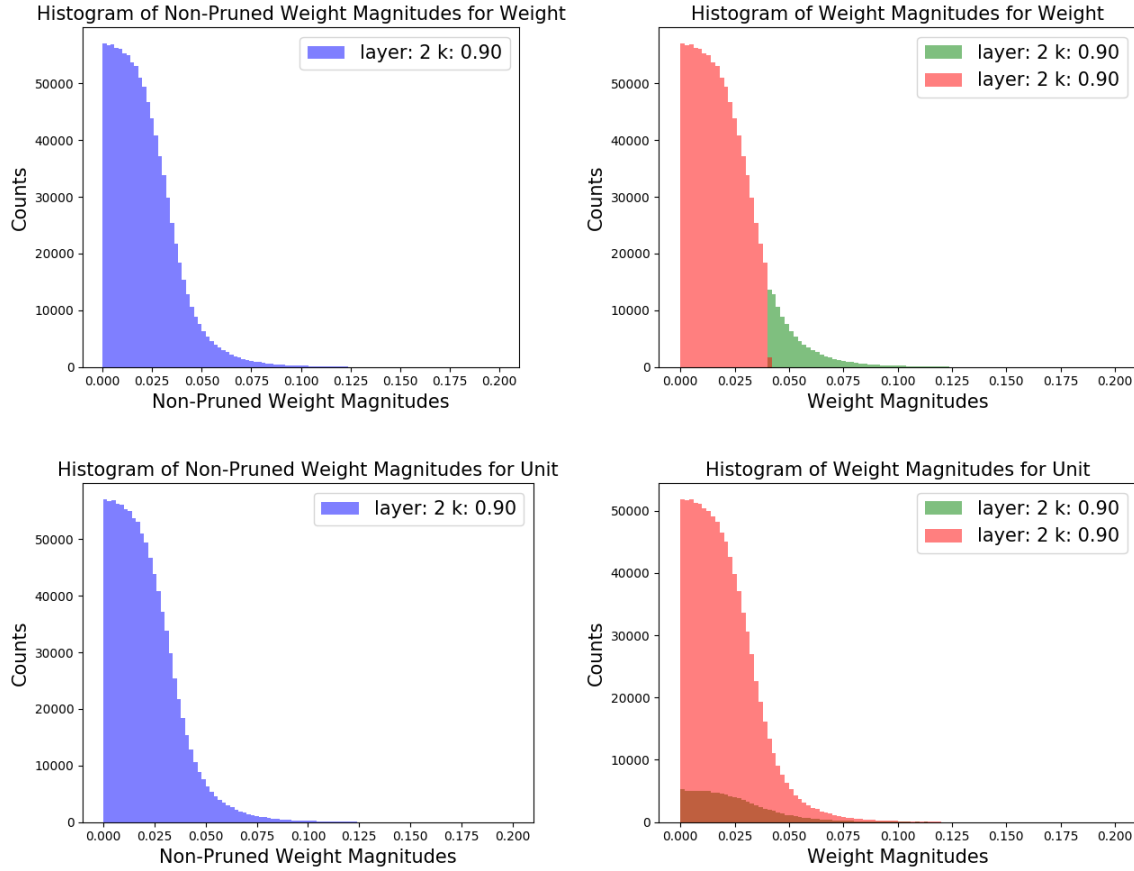 Histogram of Non-Pruned Weight Magnitudes for Weight
layer: 2 k: 0.90
Counts
50000
40000
30000
20000
10000
0
0.000 0.025 0.050 0.075 0.100 0.125 0.150 0.175 0.200
Non-Pruned Weight Magnitudes
Histogram of Weight Magnitudes for Weight
layer: 2 k: 0.90
layer: 2 k: 0.90
Counts
50000
40000
30000
20000
10000
0
0.000 0.025 0.050 0.075 0.100 0.125 0.150 0.175 0.200
Weight Magnitudes
Histogram of Non-Pruned Weight Magnitudes for Unit
layer: 2 k: 0.90
Counts
50000
40000
30000
20000
10000
0
0.000 0.025 0.050 0.075 0.100 0.125 0.150 0.175 0.200
Non-Pruned Weight Magnitudes
Histogram of Weight Magnitudes for Unit
layer: 2 k: 0.90
layer: 2 k: 0.90
Counts
50000
40000
30000
20000
10000
0
0.000 0.025 0.050 0.075 0.100 0.125 0.150 0.175 0.200
Weight Magnitudes